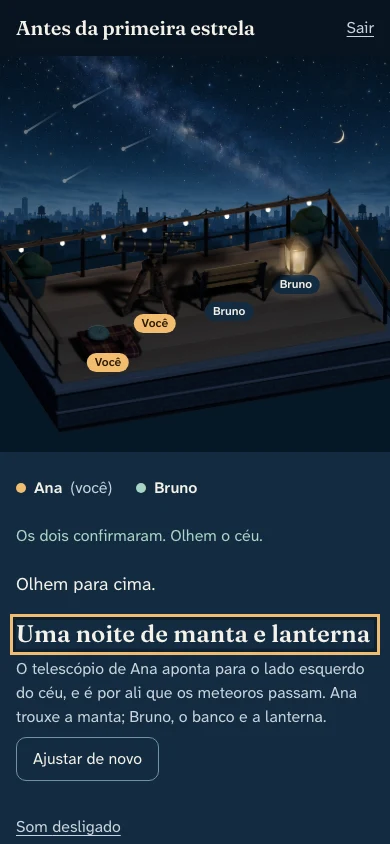 Antes da primeira estrela
Sair
Bruno
Bruno
Você
Você
Ana (você) Bruno
Os dois confirmaram. Olhem o céu.
Olhem para cima.
Uma noite de manta e lanterna
O telescópio de Ana aponta para o lado esquerdo
do céu, e é por ali que os meteoros passam. Ana
trouxe a manta; Bruno, o banco e a lanterna.
Ajustar de novo
Som desligado